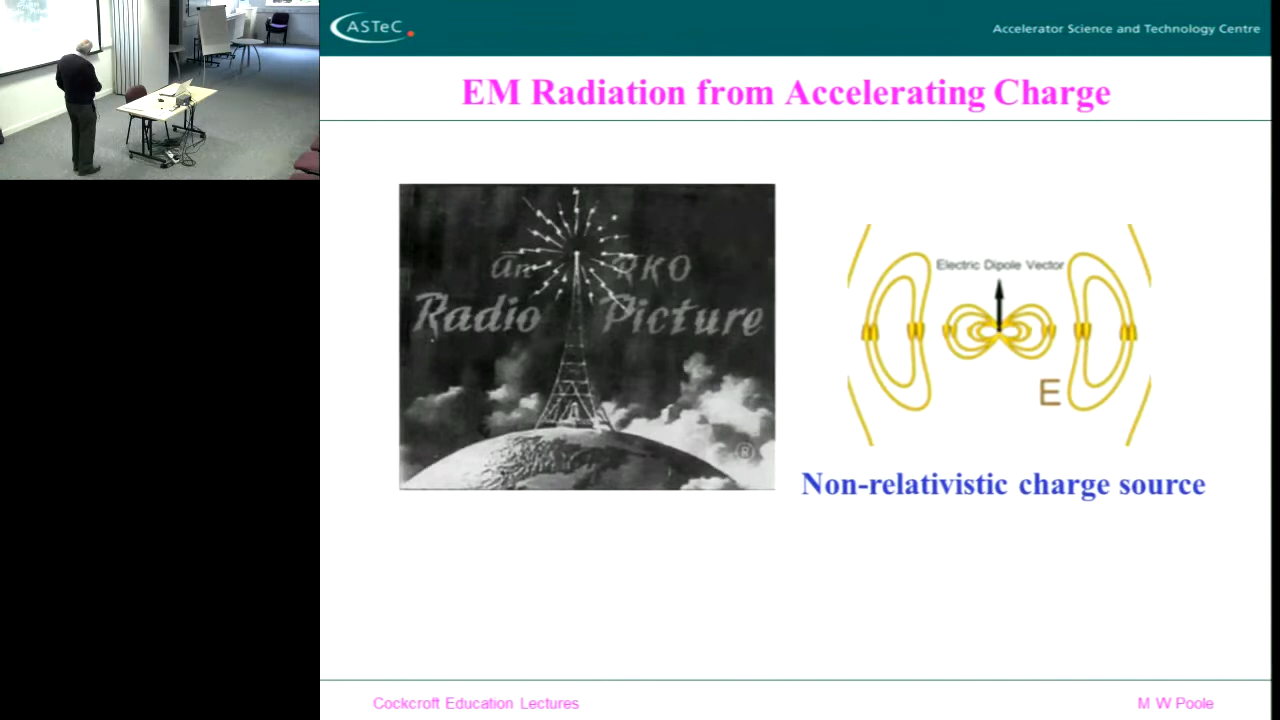 ASTeC
Accelerator Science and Technology Centre
EM Radiation from Accelerating Charge
An RKO
Radio Picture
®
Electric Dipole Vector
E
Non-relativistic charge source
Cockcroft Education Lectures
M W Poole